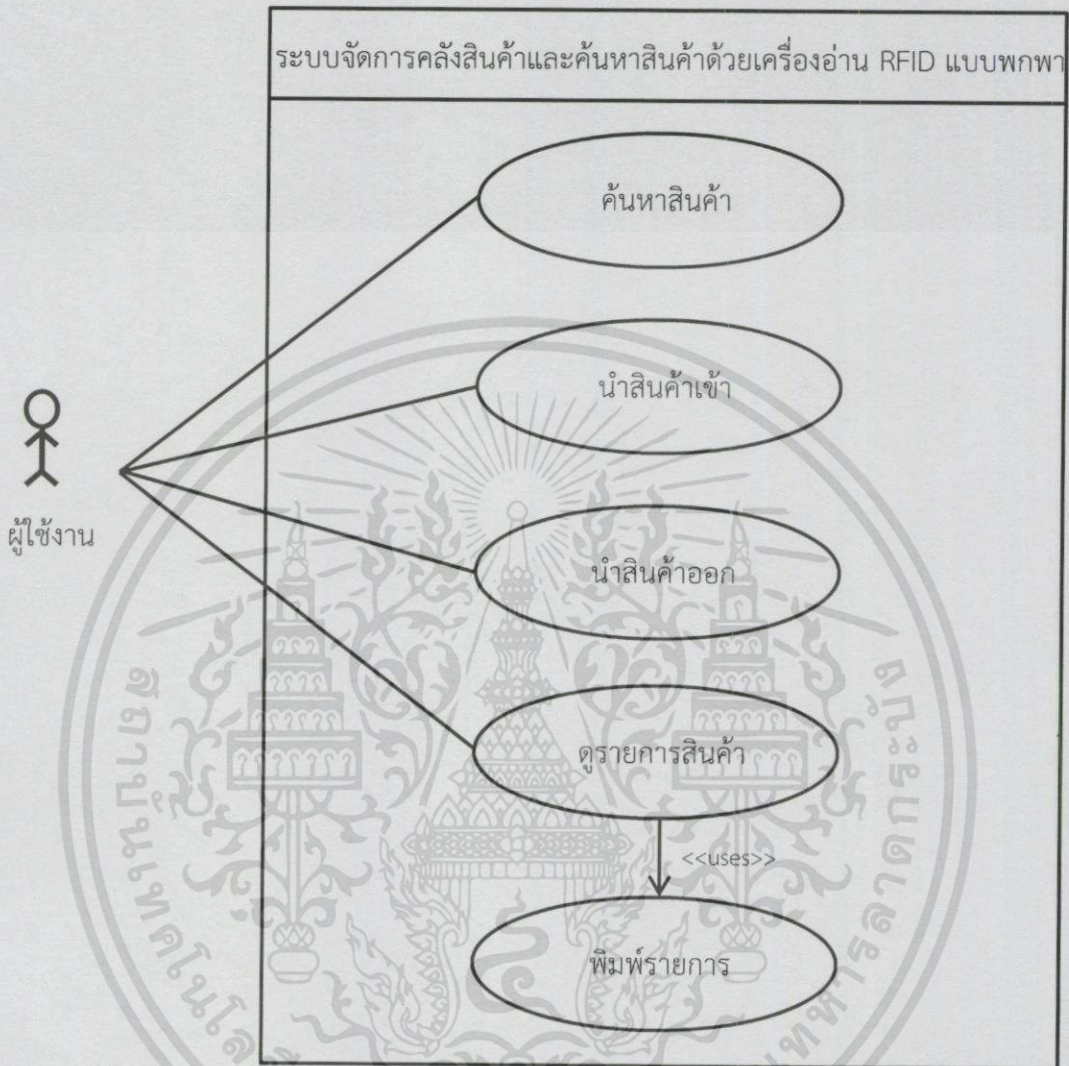 ระบบจัดการคลังสินค้าและค้นหาสินค้าด้วยเครื่องอ่าน RFID แบบพกพา
ค้นหาสินค้า
นำสินค้าเข้า
ผู้ใช้งาน
นำสินค้าออก
ดูรายการสินค้า
<<uses>>
พิมพ์รายการ